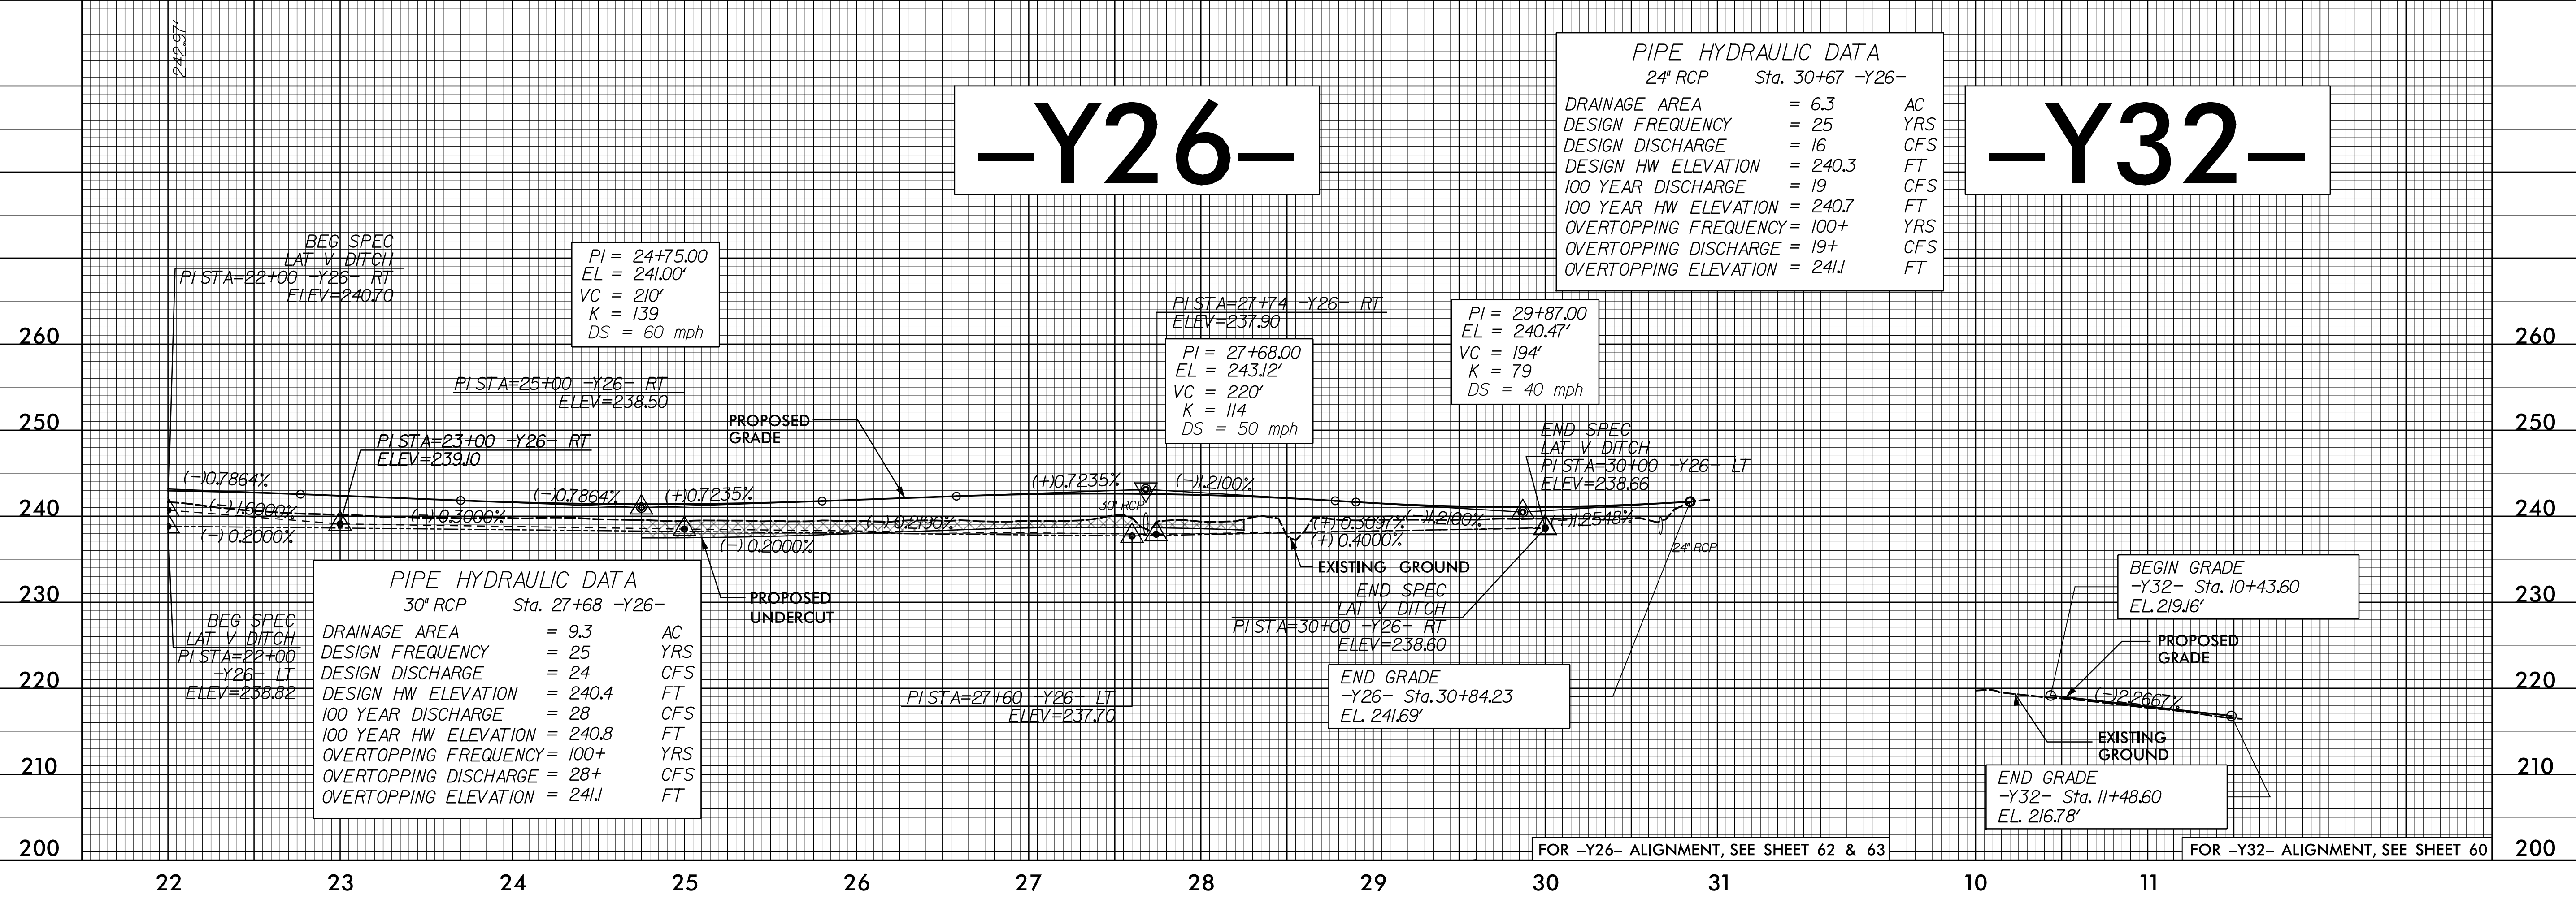 242.97'
-Y26-
-Y32-
PIPE HYDRAULIC DATA
24" RCP Sta. 30+67 -Y26-
DRAINAGE AREA = 6.3 AC
DESIGN FREQUENCY = 25 YRS
DESIGN DISCHARGE = 16 CFS
DESIGN HW ELEVATION = 240.3 FT
100 YEAR DISCHARGE = 19 CFS
100 YEAR HW ELEVATION = 240.7 FT
OVERTOPPING FREQUENCY = 100+ YRS
OVERTOPPING DISCHARGE = 19+ CFS
OVERTOPPING ELEVATION = 241.1 FT
BEG SPEC
LAT V DITCH
PI STA=22+00 -Y26- RT
ELEV=240.70
PI = 24+75.00
EL = 241.00'
VC = 210'
K = 139
DS = 60 mph
PI STA=27+74 -Y26- RT
ELEV=237.90
PI = 27+68.00
EL = 243.12'
VC = 220'
K = 114
DS = 50 mph
PI = 29+87.00
EL = 240.47'
VC = 194'
K = 79
DS = 40 mph
PI STA=25+00 -Y26- RT
ELEV=238.50
PI STA=23+00 -Y26- RT
ELEV=239.10
PROPOSED
GRADE
END SPEC
LAT V DITCH
PI STA=30+00 -Y26- LT
ELEV=238.66
(-)0.7864%
(-)0.7864%
(+)0.7235%
(+)0.7235%
(-)1.2100%
30" RCP
(-)1.6000%
(-)0.3000%
(-)0.2190%
(+)0.3097%
(-)1.2100%
(+)1.2548%
(-)0.2000%
(-)0.2000%
(+)0.4000%
24" RCP
EXISTING GROUND
PROPOSED
UNDERCUT
END SPEC
LAT V DITCH
PI STA=30+00 -Y26- RT
ELEV=238.60
BEG SPEC
LAT V DITCH
PI STA=22+00
-Y26- LT
ELEV=238.82
PIPE HYDRAULIC DATA
30" RCP Sta. 27+68 -Y26-
DRAINAGE AREA = 9.3 AC
DESIGN FREQUENCY = 25 YRS
DESIGN DISCHARGE = 24 CFS
DESIGN HW ELEVATION = 240.4 FT
100 YEAR DISCHARGE = 28 CFS
100 YEAR HW ELEVATION = 240.8 FT
OVERTOPPING FREQUENCY = 100+ YRS
OVERTOPPING DISCHARGE = 28+ CFS
OVERTOPPING ELEVATION = 241.1 FT
PI STA=27+60 -Y26- LT
ELEV=237.70
END GRADE
-Y26- Sta. 30+84.23
EL. 241.69'
BEGIN GRADE
-Y32- Sta. 10+43.60
EL. 219.16'
PROPOSED
GRADE
(-)2.2667%
EXISTING
GROUND
END GRADE
-Y32- Sta. 11+48.60
EL. 216.78'
FOR -Y26- ALIGNMENT, SEE SHEET 62 & 63
FOR -Y32- ALIGNMENT, SEE SHEET 60
260 260
250 250
240 240
230 230
220 220
210 210
200 200
22 23 24 25 26 27 28 29 30 31 10 11